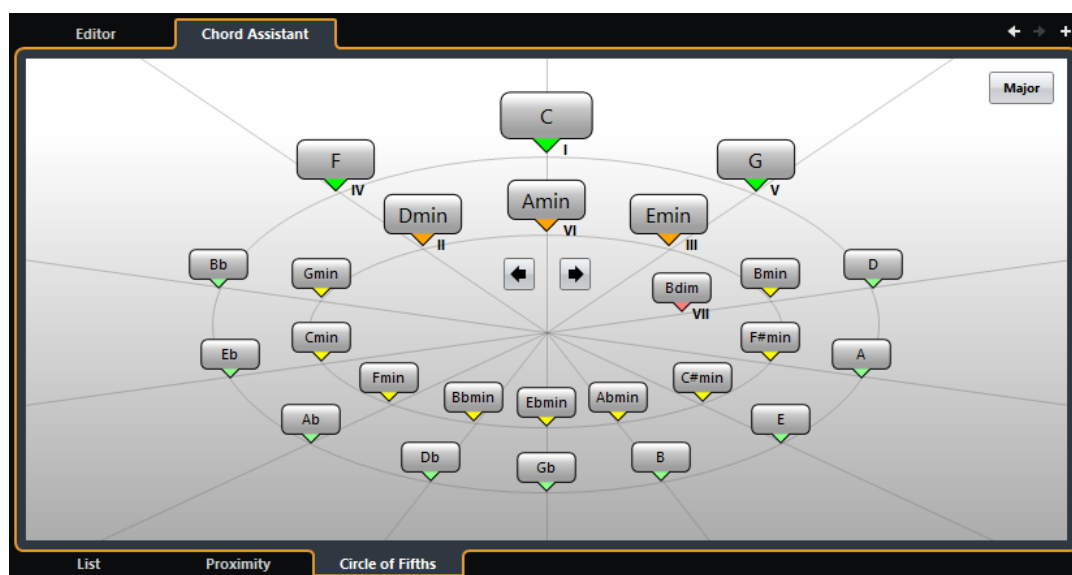 Editor Chord Assistant
Major
C
I
F G
IV V
Amin
Dmin Emin
VI
II III
Bb Gmin Bmin D
Bdim
VII
Cmin F#min
Eb A
Fmin C#min
Bbmin Ebmin Abmin
Ab E
Db Gb B
List Proximity Circle of Fifths